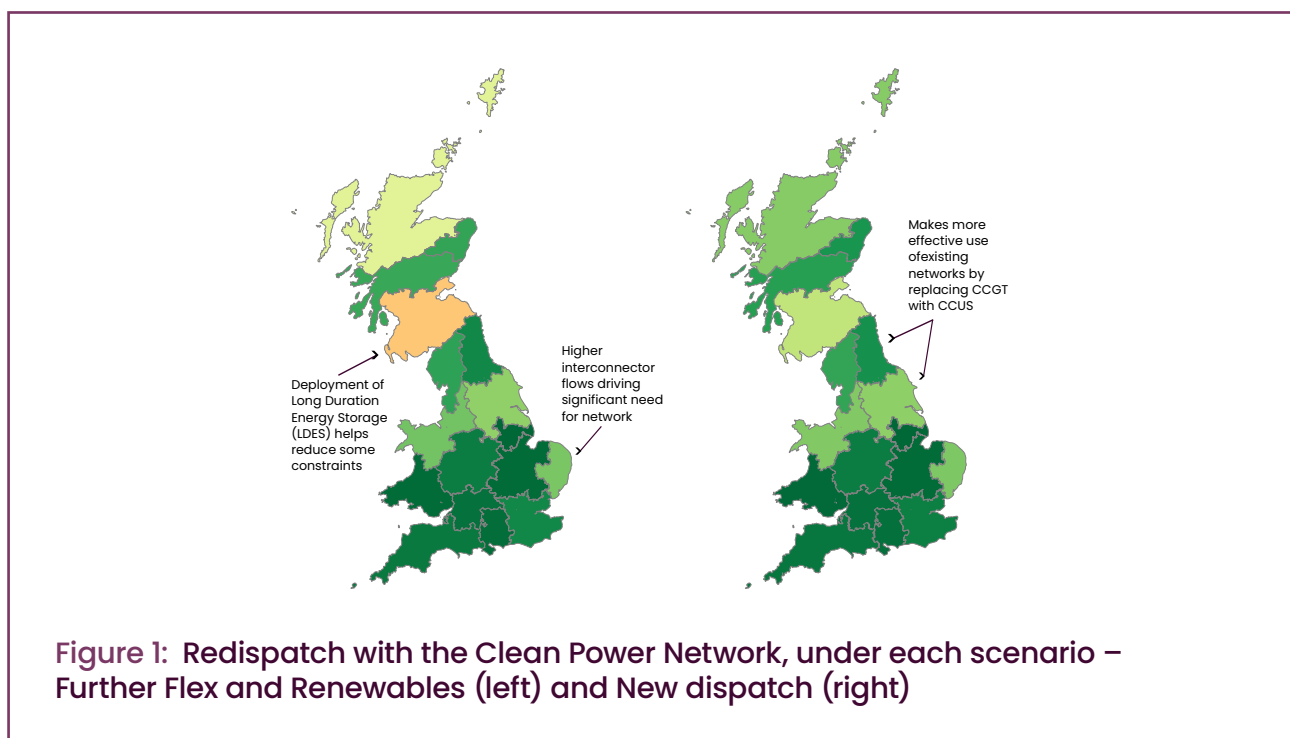 Makes more
effective use
ofexisting
networks by
replacing CCGT
with CCUS
Higher
interconnector
flows driving
significant need
for network
Deployment of
Long Duration
Energy Storage
(LDES) helps
reduce some
constraints
Figure 1: Redispatch with the Clean Power Network, under each scenario –
Further Flex and Renewables (left) and New dispatch (right)